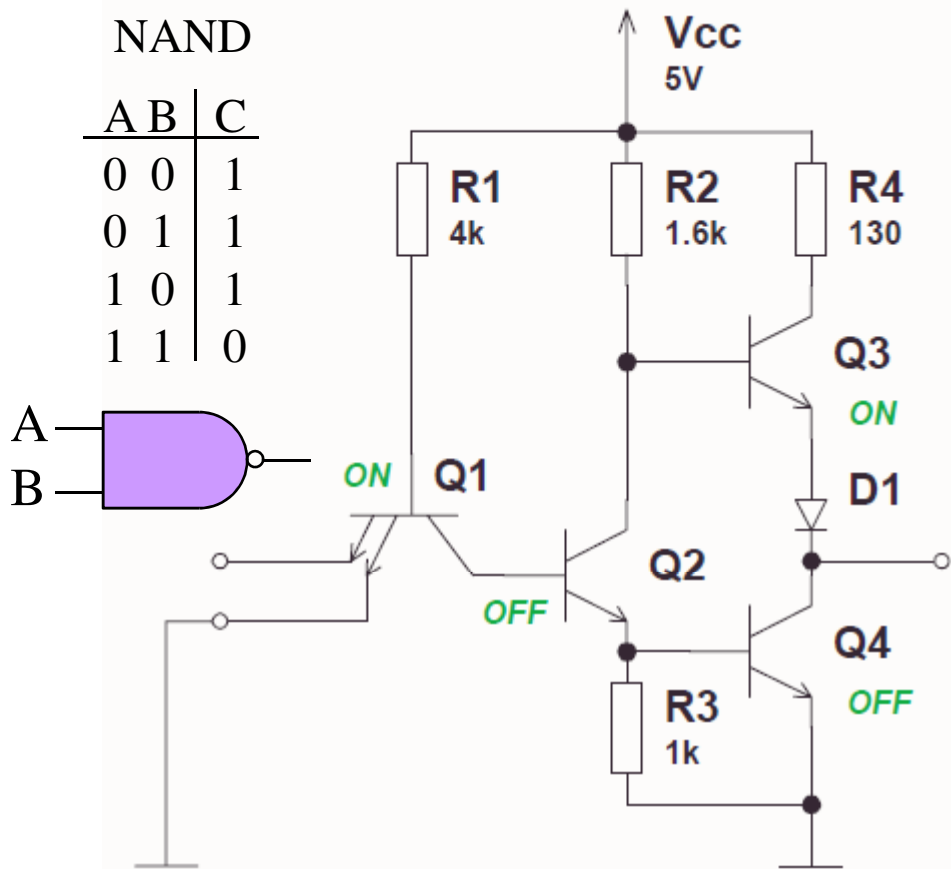 NAND
A B C
0 0 1
0 1 1
1 0 1
1 1 0
A
B
Vcc
5V
R1
4k
R2
1.6k
R4
130
Q3
ON
ON
Q1
D1
Q2
OFF
Q4
OFF
R3
1k